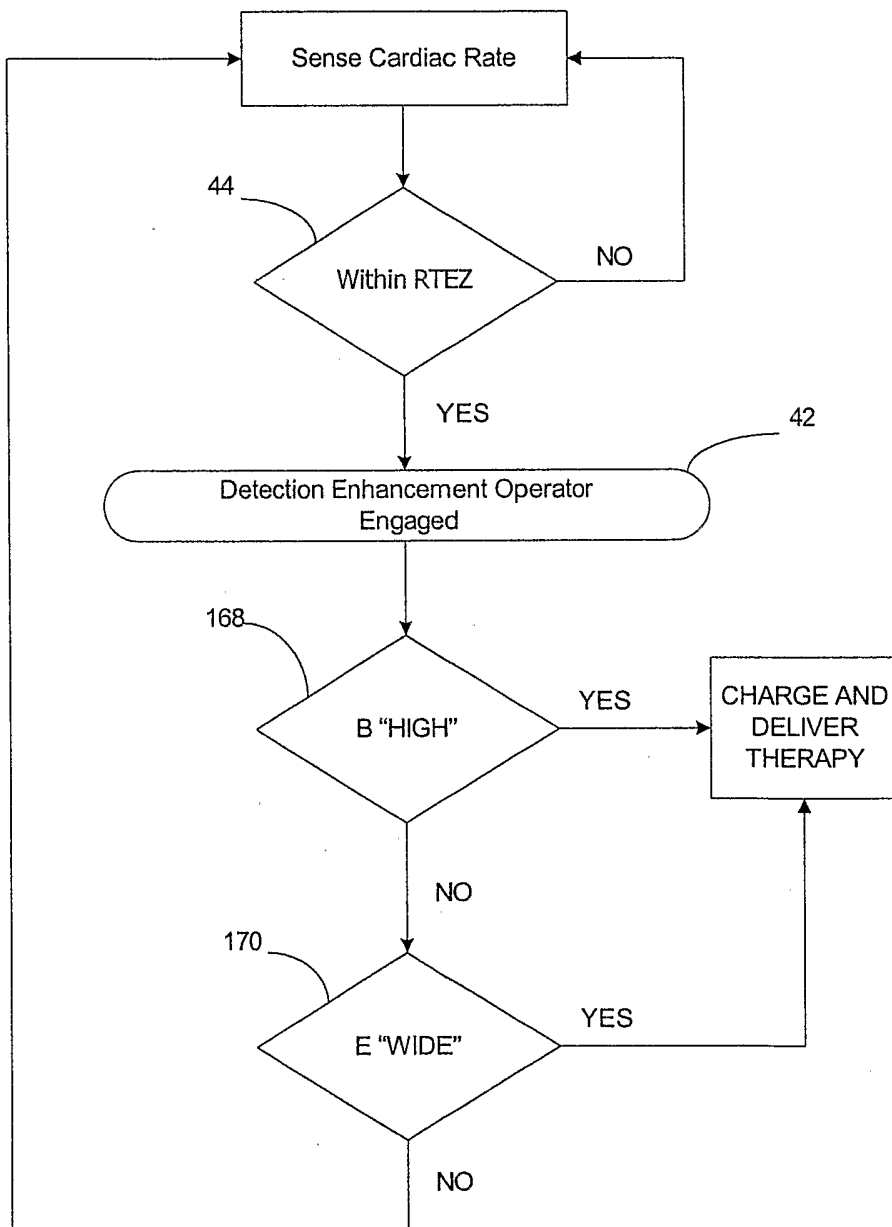 Sense Cardiac Rate
44
Within RTEZ
NO
YES
42
Detection Enhancement Operator
Engaged
168
B “HIGH”
YES
CHARGE AND
DELIVER
THERAPY
NO
170
E “WIDE”
YES
NO